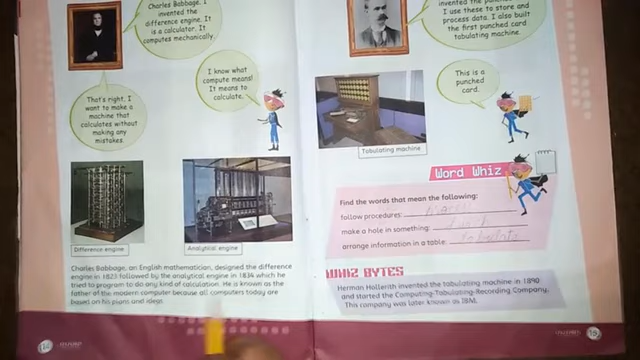 Charles Babbage. I
invented the
difference engine. It
is a calculator. It
computes mechanically.
I know what
compute means!
It means to
calculate.
That's right, I
want to make a
machine that
calculates without
making any
mistakes.
Difference engine
Analytical engine
Charles Babbage, an English mathematician, designed the difference
engine in 1823 followed by the analytical engine in 1834 which he
tried to program to do any kind of calculation. He is known as the
father of the modern computer because all computers today are
based on his plans and ideas.
invented the
I use these to store and
process data. I also built
the first punched card
tabulating machine.
This is a
punched
card.
Tabulating machine
Word Whiz
Find the words that mean the following:
follow procedures:
make a hole in something:
arrange information in a table:
WHIZ BYTES
Herman Hollerith invented the tabulating machine in 1890
and started the Computing-Tabulating-Recording Company.
This company was later known as IBM.